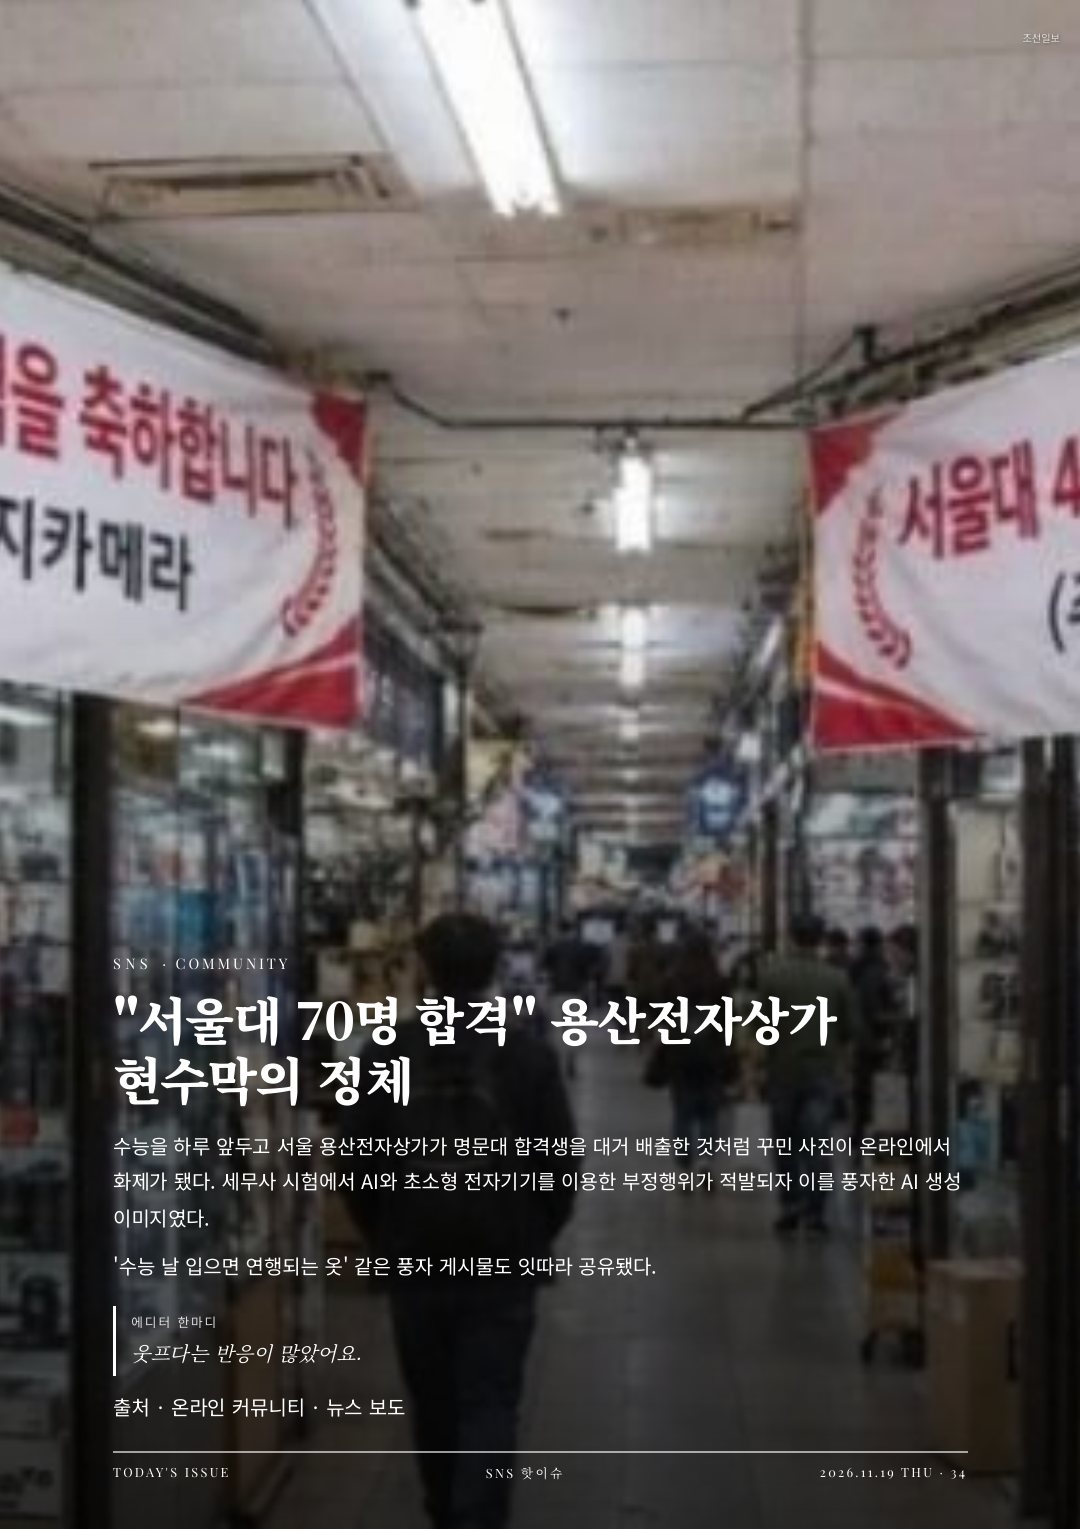 조선일보
을 축하합니다
지카메라
서울대 4
SNS · COMMUNITY
"서울대 70명 합격" 용산전자상가
현수막의 정체
수능을 하루 앞두고 서울 용산전자상가가 명문대 합격생을 대거 배출한 것처럼 꾸민 사진이 온라인에서
화제가 됐다. 세무사 시험에서 AI와 초소형 전자기기를 이용한 부정행위가 적발되자 이를 풍자한 AI 생성
이미지였다.
'수능 날 입으면 연행되는 옷' 같은 풍자 게시물도 잇따라 공유됐다.
에디터 한마디
웃프다는 반응이 많았어요.
출처 · 온라인 커뮤니티 · 뉴스 보도
TODAY'S ISSUE
SNS 핫이슈
2026.11.19 THU · 34